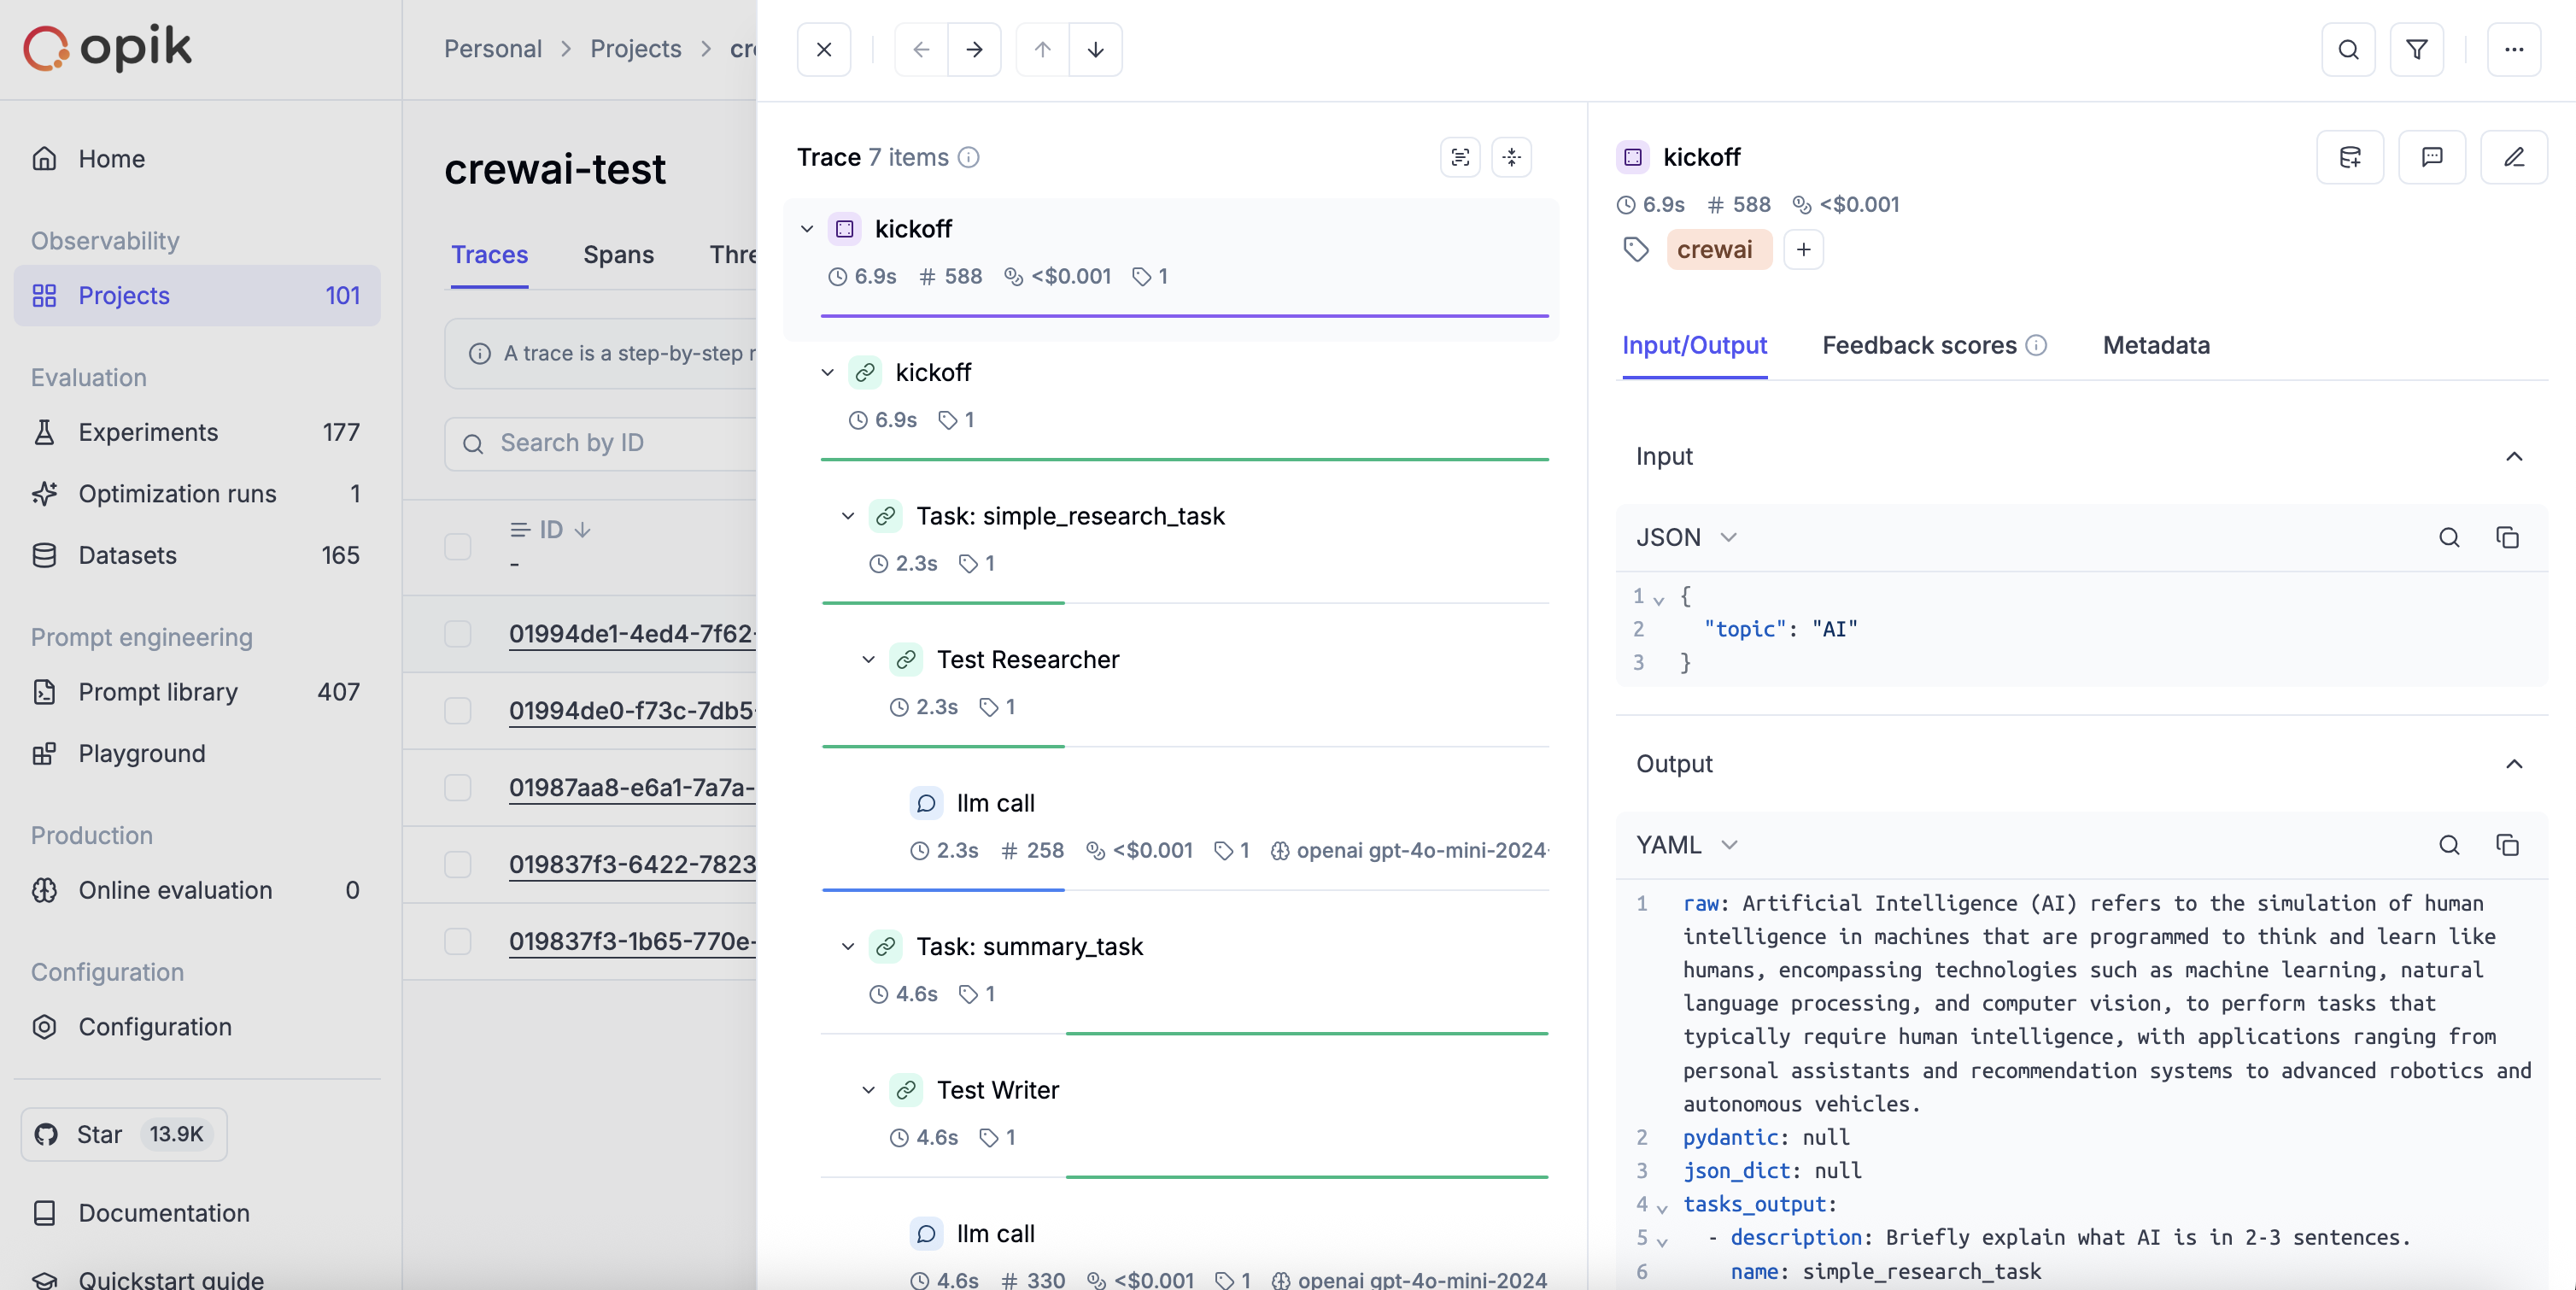 opik
Home
Observability
Projects 101
Evaluation
Experiments 177
Optimization runs 1
Datasets 165
Prompt engineering
Prompt library 407
Playground
Production
Online evaluation 0
Configuration
Configuration
Star 13.9K
Documentation
Quickstart guide
Personal > Projects >
crewai-test
Traces Spans
A trace is a step-by-step
Search by ID
ID
-
01994de1-4ed4-7f62-
01994de0-f73c-7db5-
01987aa8-e6a1-7a7a-
019837f3-6422-7823
019837f3-1b65-770e-
Trace 7 items
kickoff
6.9s # 588 <$0.001 1
kickoff
6.9s 1
Task: simple_research_task
2.3s 1
Test Researcher
2.3s 1
llm call
2.3s # 258 <$0.001 1 openai gpt-4o-mini-2024-
Task: summary_task
4.6s 1
Test Writer
4.6s 1
llm call
4.6s # 330 <$0.001 1 openai gpt-4o-mini-2024
kickoff
6.9s # 588 <$0.001
crewai +
Input/Output Feedback scores Metadata
Input
JSON
1 {
2 "topic": "AI"
3 }
Output
YAML
1 raw: Artificial Intelligence (AI) refers to the simulation of human
intelligence in machines that are programmed to think and learn like
humans, encompassing technologies such as machine learning, natural
language processing, and computer vision, to perform tasks that
typically require human intelligence, with applications ranging from
personal assistants and recommendation systems to advanced robotics and
autonomous vehicles.
2 pydantic: null
3 json_dict: null
4 tasks_output:
5 - description: Briefly explain what AI is in 2-3 sentences.
6 name: simple_research_task